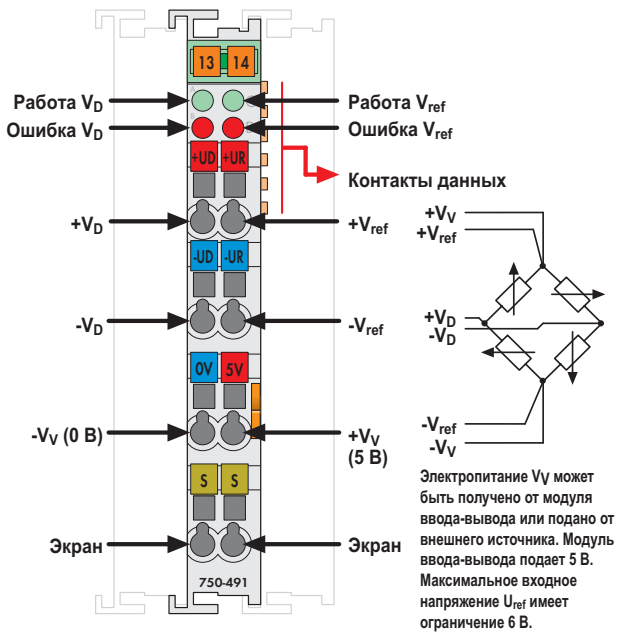 13 14
A C
B D
Работа VD
Работа Vref
Ошибка VD
Ошибка Vref
+UD +UR
Контакты данных
+VD
+Vref
-UD -UR
-VD
-Vref
0V 5V
-VV (0 В)
+VV
(5 В)
S S
Экран
Экран
750-491
+VV
+Vref
+VD
-VD
-Vref
-VV
Электропитание VV может
быть получено от модуля
ввода-вывода или подано от
внешнего источника. Модуль
ввода-вывода подает 5 В.
Максимальное входное
напряжение Uref имеет
ограничение 6 В.